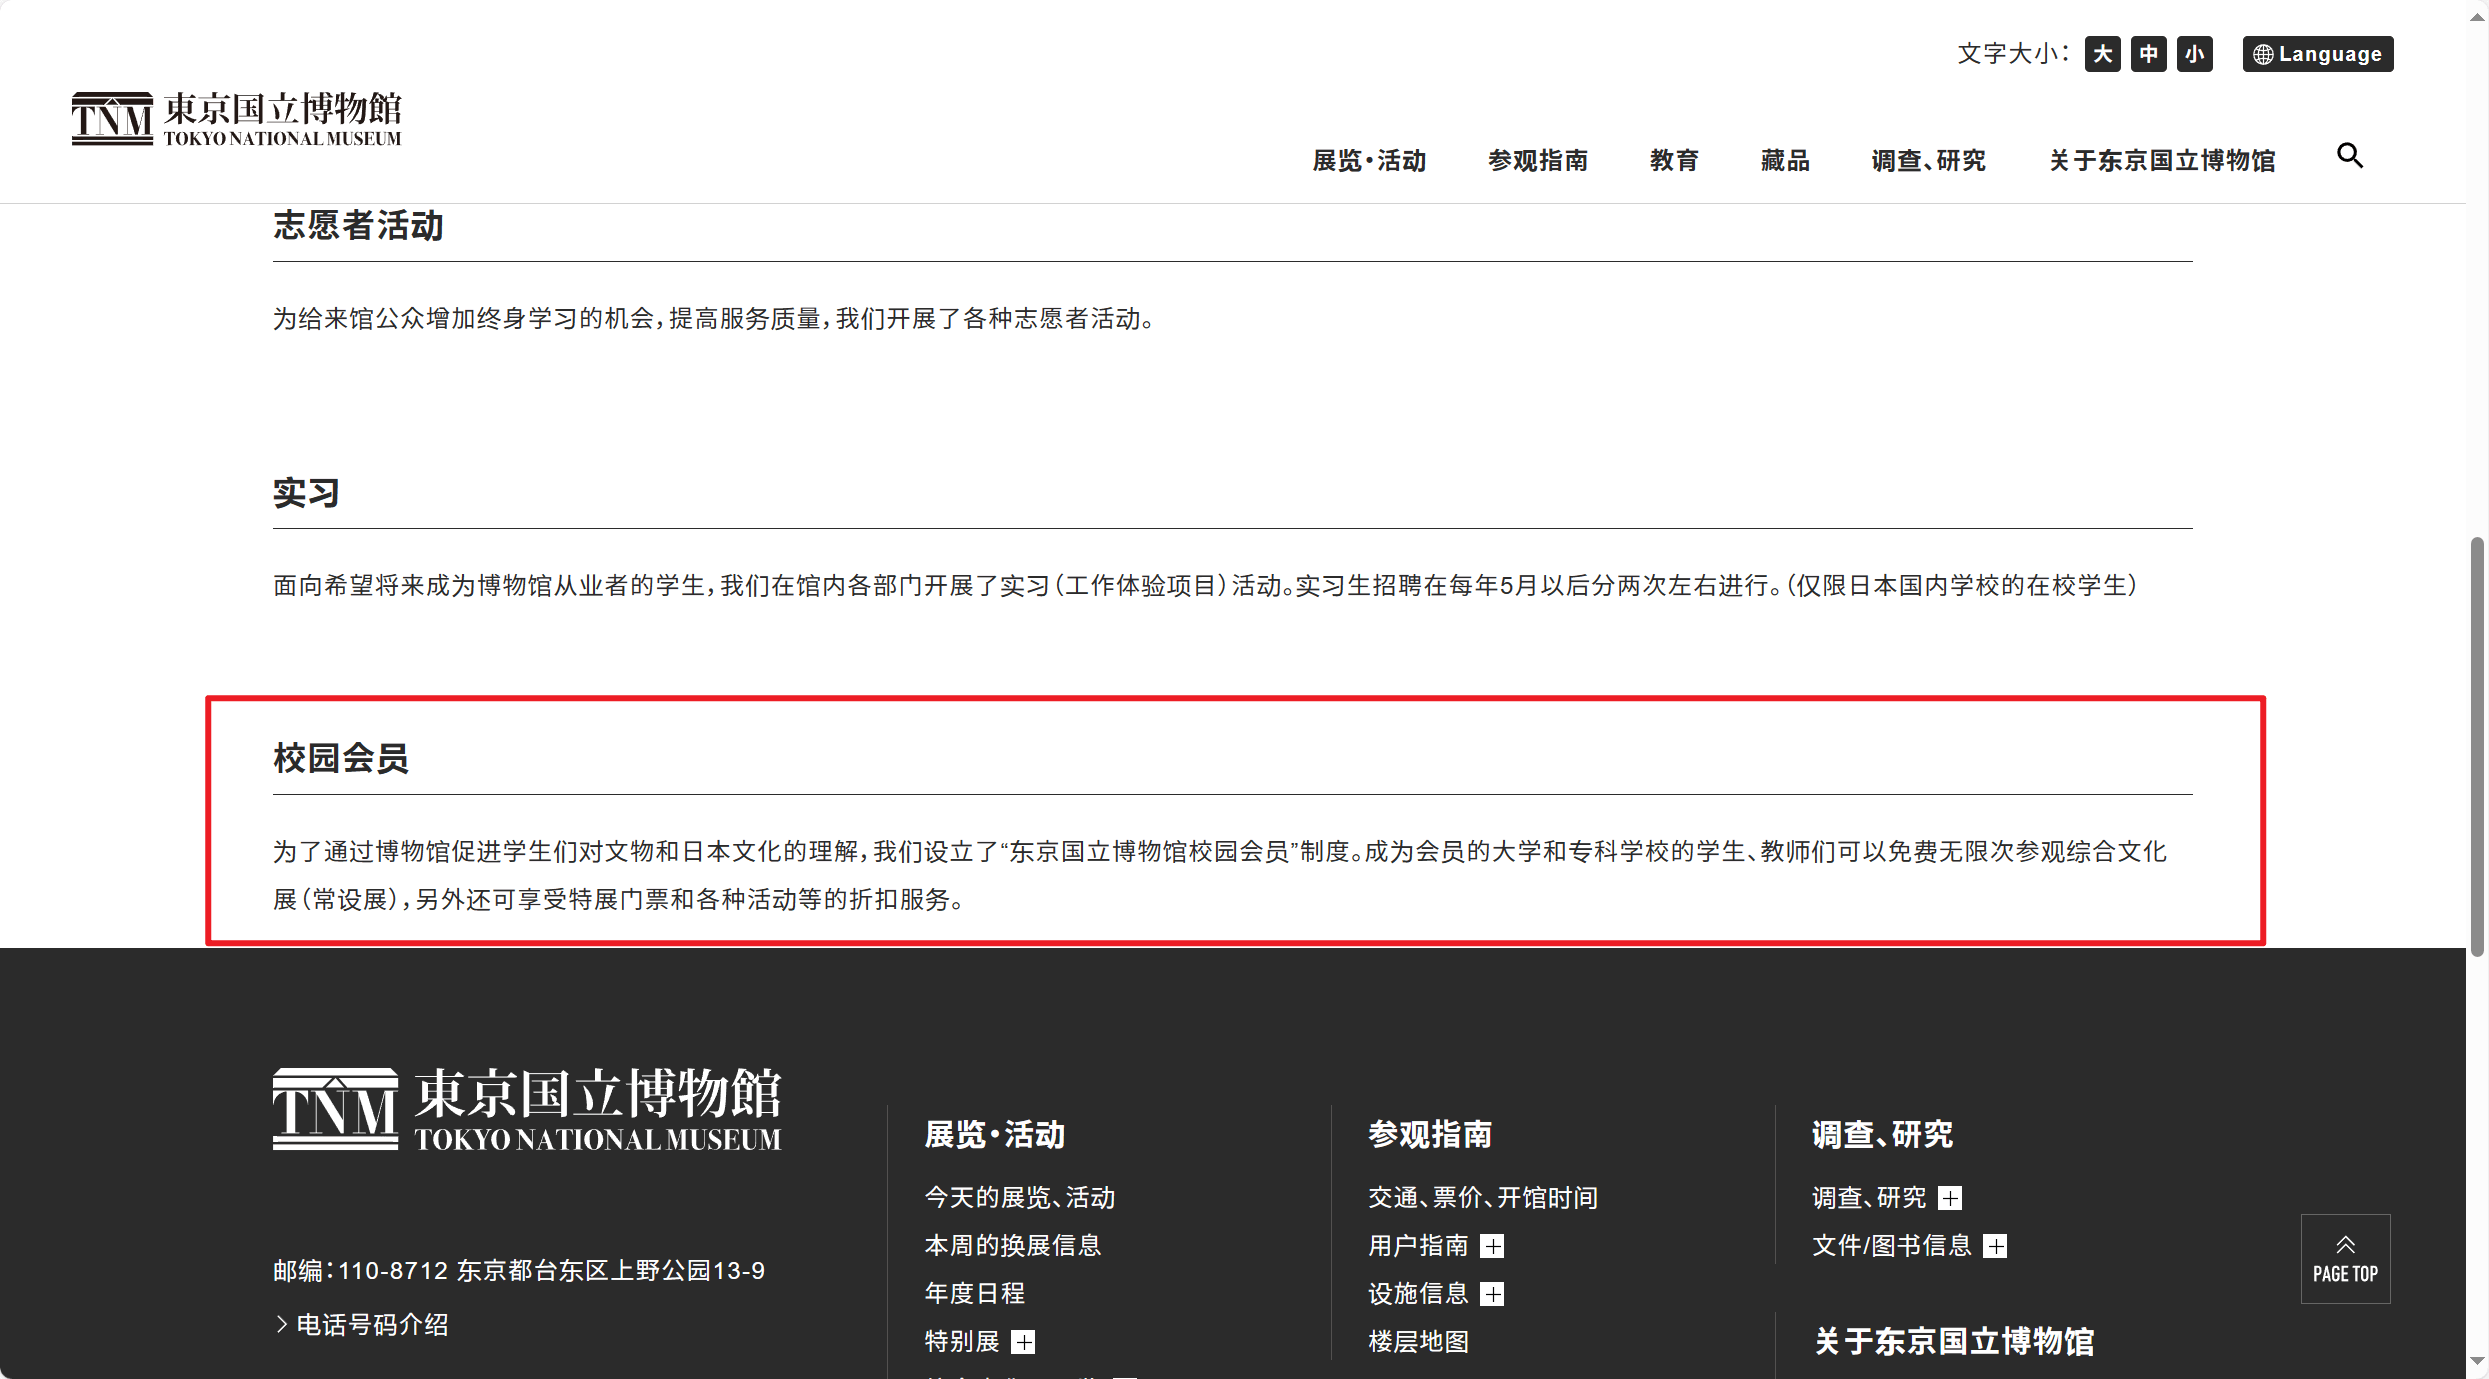 文字大小：大 中 小 Language
TNM 東京国立博物館
TOKYO NATIONAL MUSEUM
展览・活动 参观指南 教育 藏品 调查、研究 关于东京国立博物馆
志愿者活动
为给来馆公众增加终身学习的机会，提高服务质量，我们开展了各种志愿者活动。
实习
面向希望将来成为博物馆从业者的学生，我们在馆内各部门开展了实习（工作体验项目）活动。实习生招聘在每年5月以后分两次左右进行。（仅限日本国内学校的在校学生）
校园会员
为了通过博物馆促进学生们对文物和日本文化的理解，我们设立了“东京国立博物馆校园会员”制度。成为会员的大学和专科学校的学生、教师们可以免费无限次参观综合文化
展（常设展），另外还可享受特展门票和各种活动等的折扣服务。
TNM 東京国立博物館
TOKYO NATIONAL MUSEUM
邮编：110-8712 东京都台东区上野公园13-9
电话号码介绍
展览・活动
今天的展览、活动
本周的换展信息
年度日程
特别展
参观指南
交通、票价、开馆时间
用户指南
设施信息
楼层地图
调查、研究
调查、研究
文件/图书信息
关于东京国立博物馆
PAGE TOP